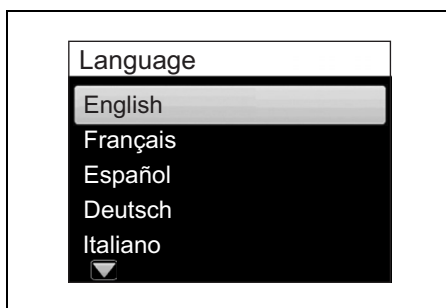 Language
English
Français
Español
Deutsch
Italiano